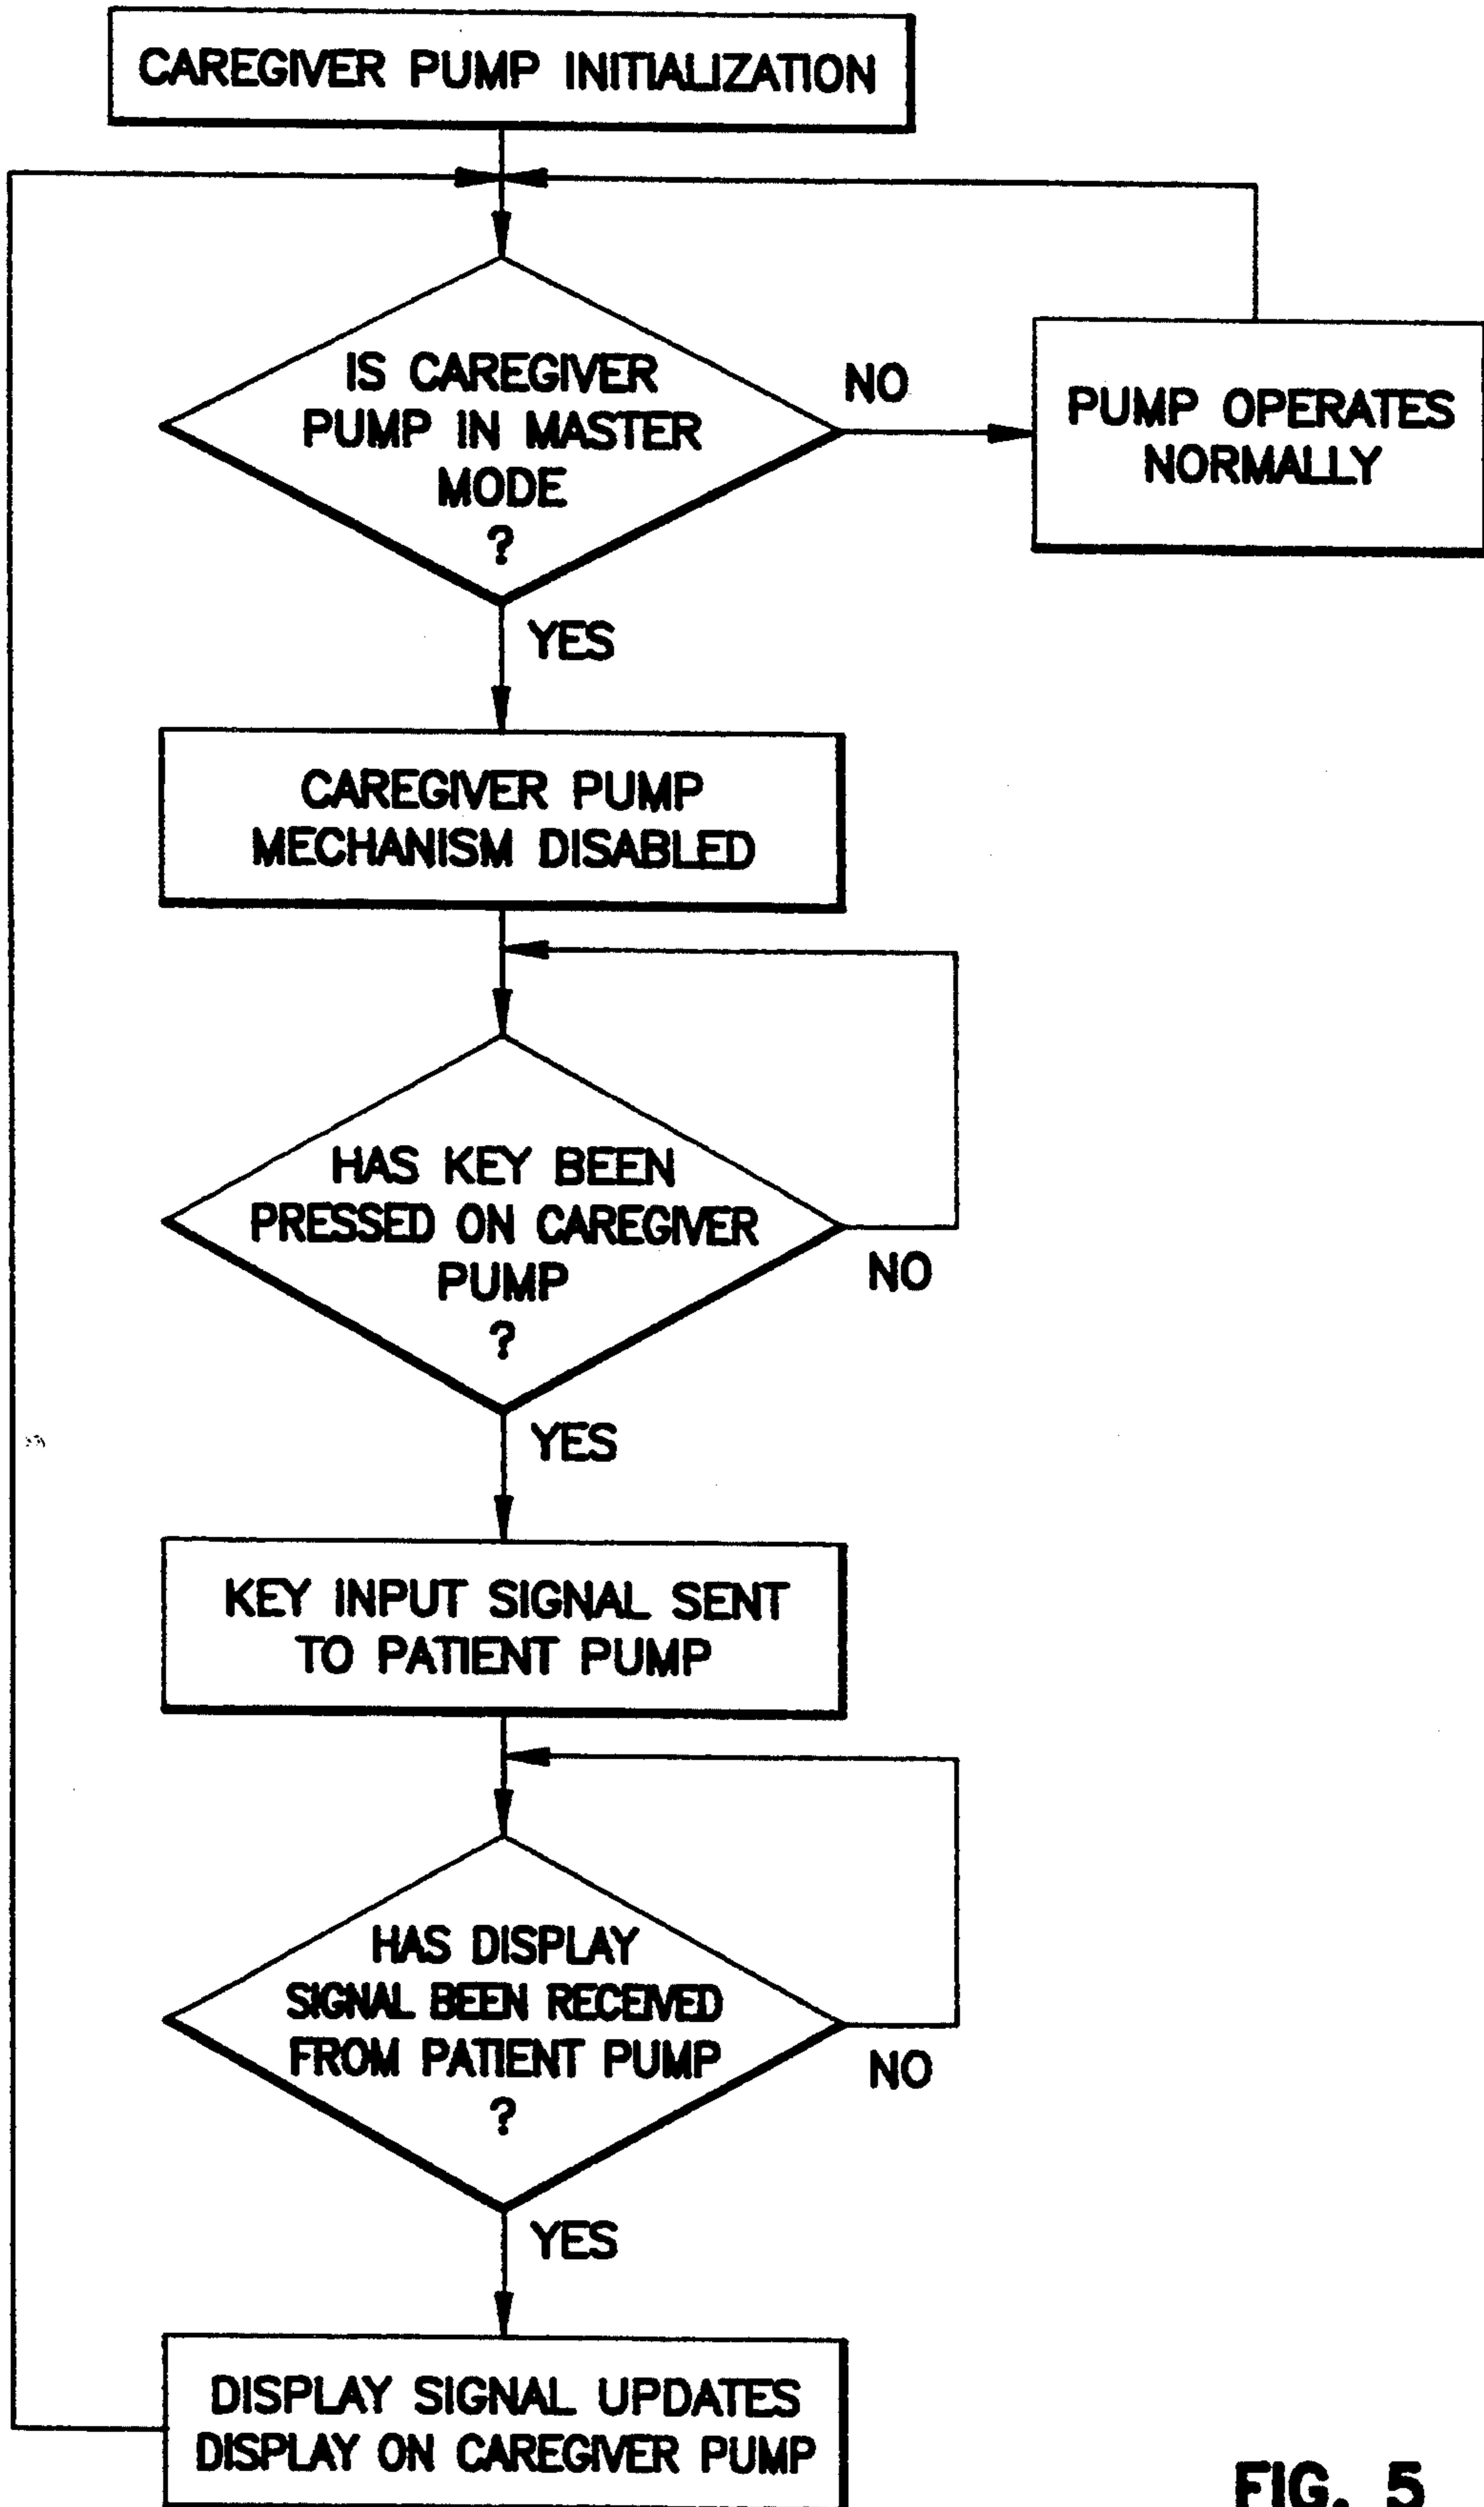 CAREGIVER PUMP INITIALIZATION
IS CAREGIVER
PUMP IN MASTER
MODE
?
NO
PUMP OPERATES
NORMALLY
YES
CAREGIVER PUMP
MECHANISM DISABLED
HAS KEY BEEN
PRESSED ON CAREGIVER
PUMP
?
NO
YES
KEY INPUT SIGNAL SENT
TO PATIENT PUMP
HAS DISPLAY
SIGNAL BEEN RECEIVED
FROM PATIENT PUMP
?
NO
YES
DISPLAY SIGNAL UPDATES
DISPLAY ON CAREGIVER PUMP
FIG. 5